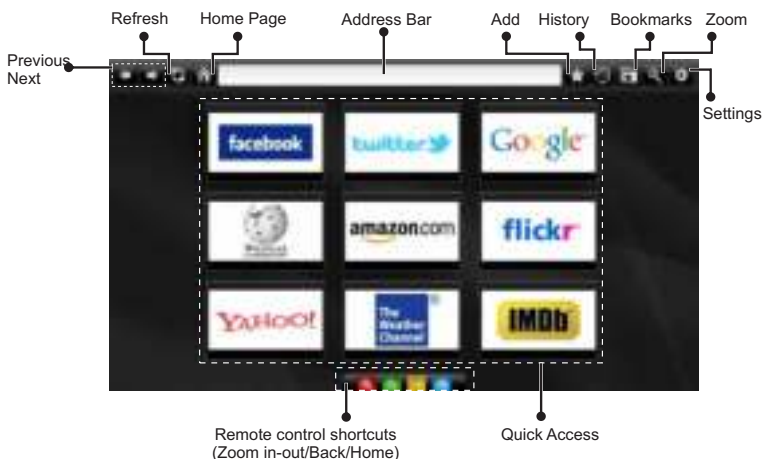 Refresh
Home Page
Address Bar
Add
History
Bookmarks
Zoom
Previous
Next
Settings
facebook
twitter
Google
amazon.com
flickr
YAHOO!
The
Weather
Channel
IMDb
Remote control shortcuts
(Zoom in-out/Back/Home)
Quick Access